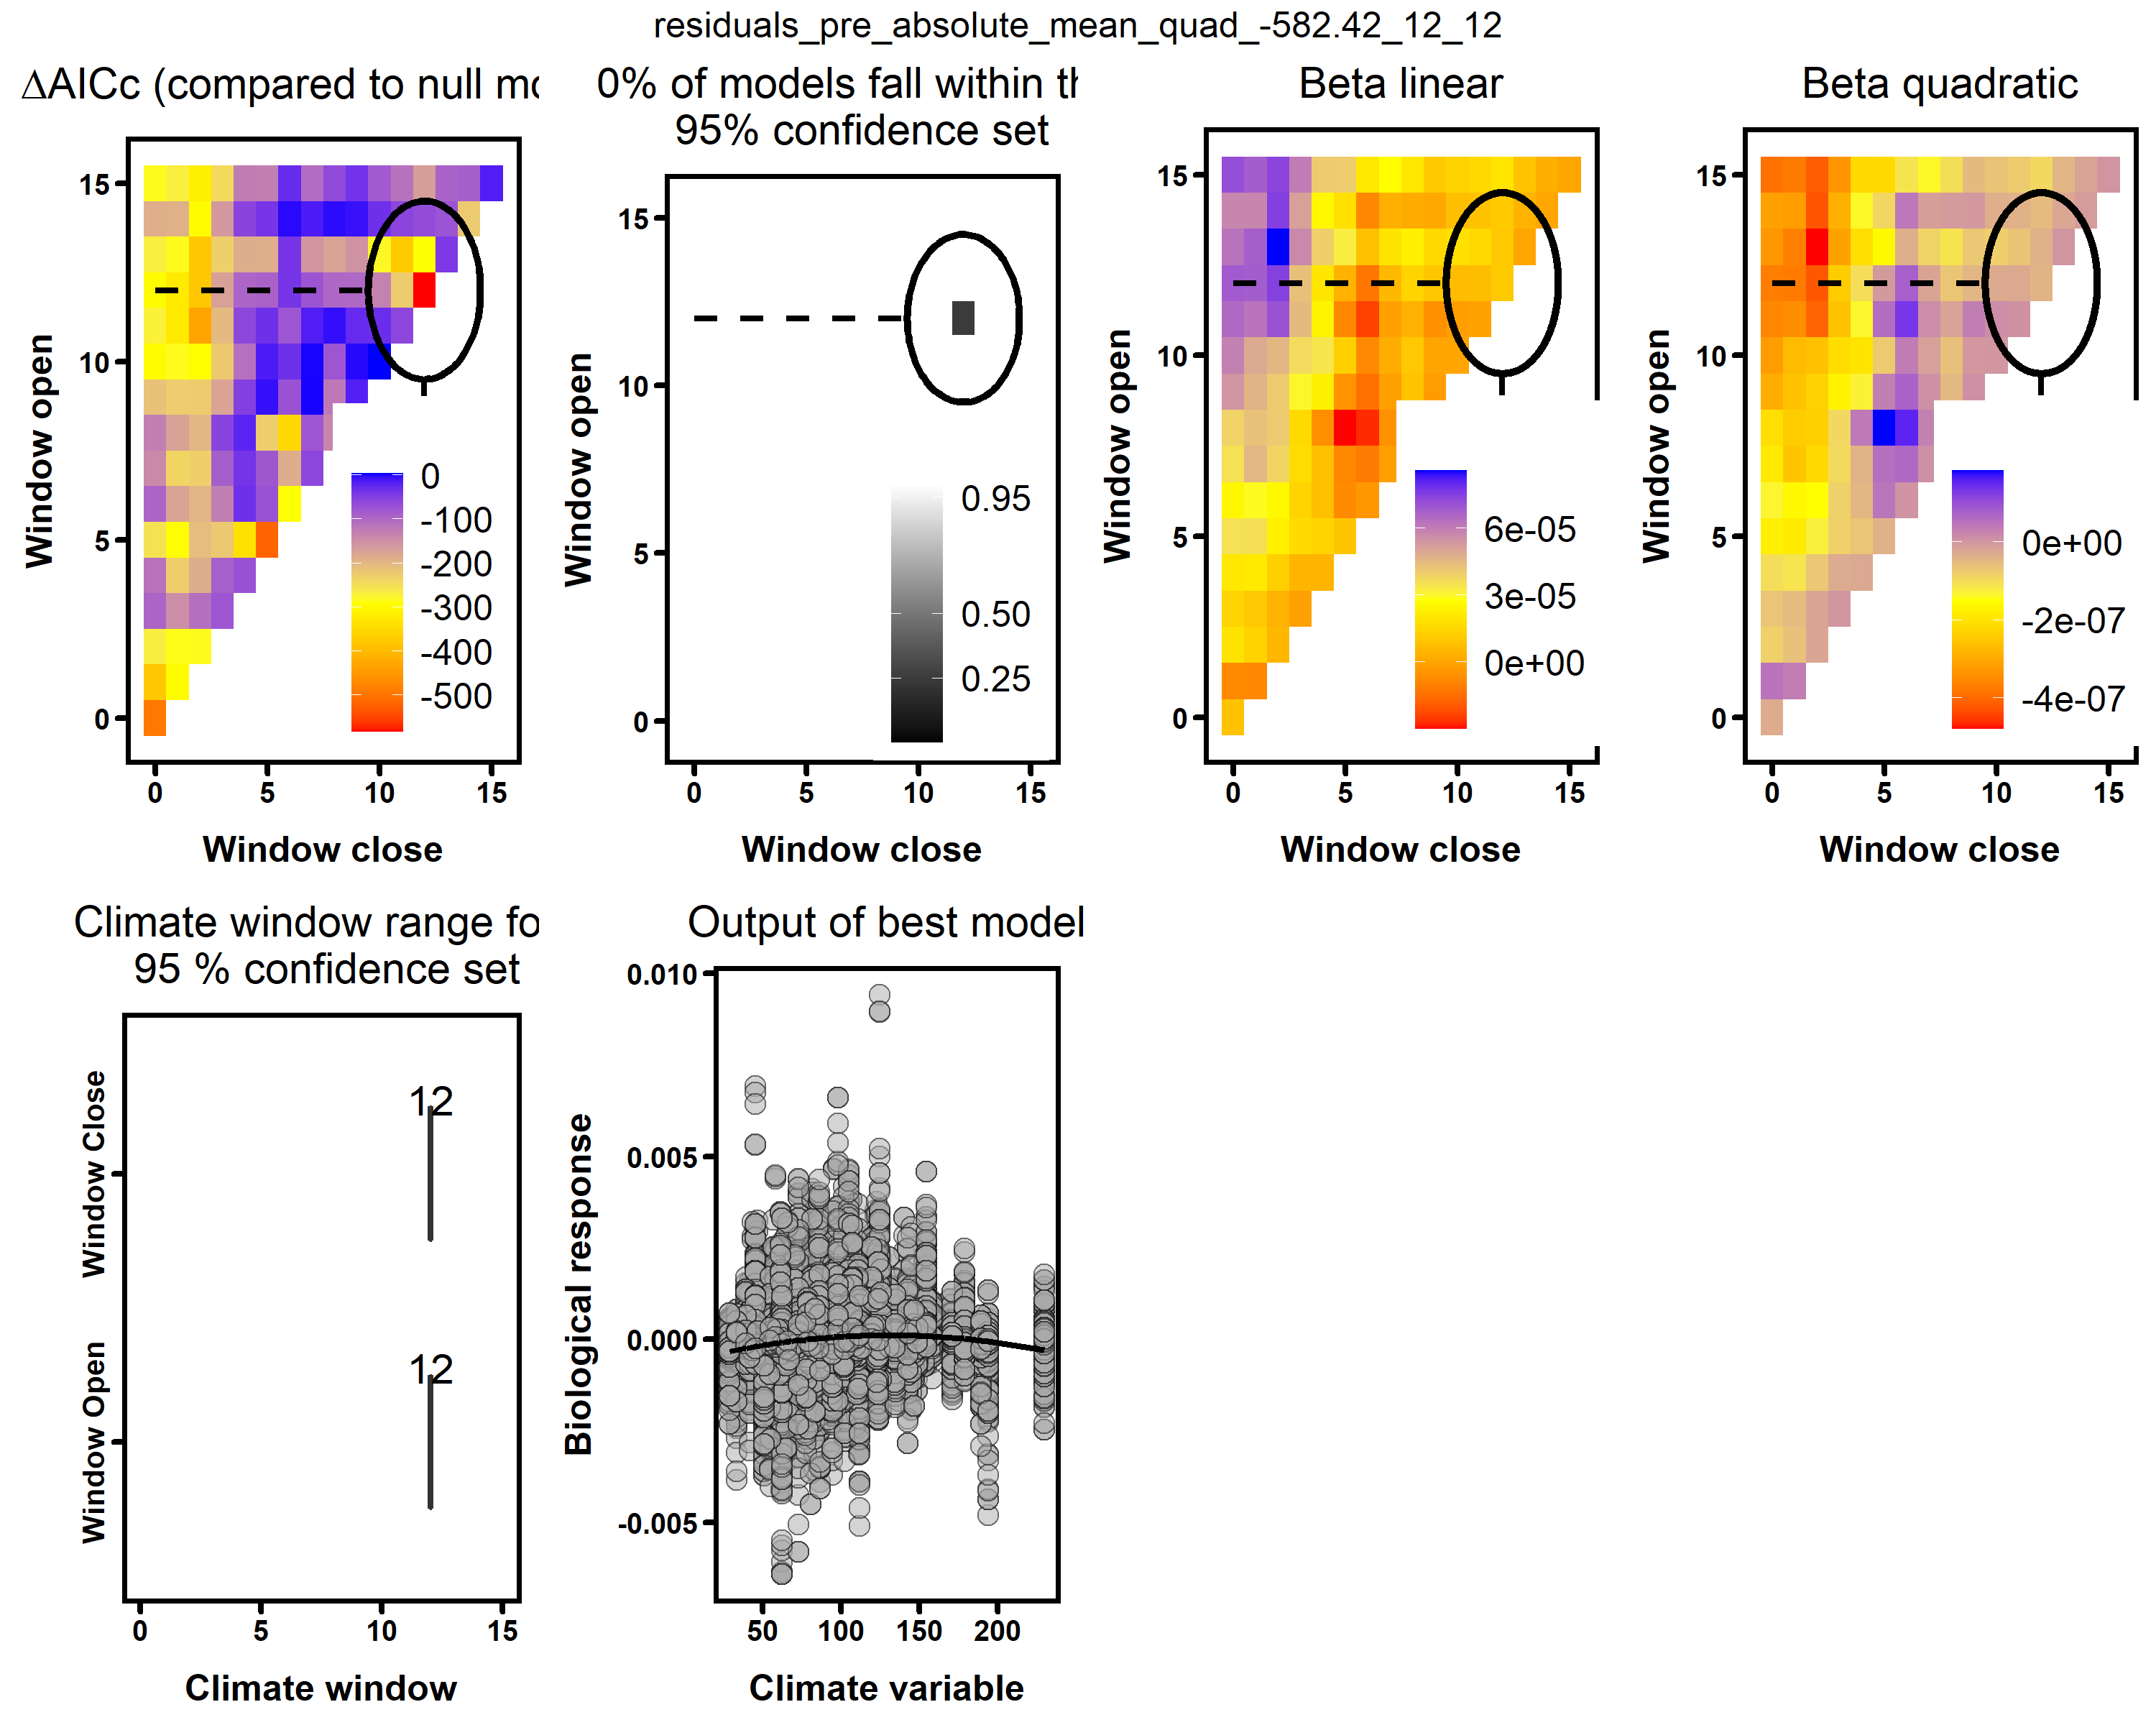 residuals_pre_absolute_mean_quad_-582.42_12_12
ΔAICc (compared to null mo
Window open
15
10
5
0
0
-100
-200
-300
-400
-500
0 5 10 15
Window close
0% of models fall within th
95% confidence set
Window open
15
10
5
0
0.95
0.50
0.25
0 5 10 15
Window close
Beta linear
Window open
15
10
5
0
6e-05
3e-05
0e+00
0 5 10 15
Window close
Beta quadratic
Window open
15
10
5
0
0e+00
-2e-07
-4e-07
0 5 10 15
Window close
Climate window range fo
95 % confidence set
Window Close
12
Window Open
12
0 5 10 15
Climate window
Output of best model
Biological response
0.010
0.005
0.000
-0.005
50 100 150 200
Climate variable